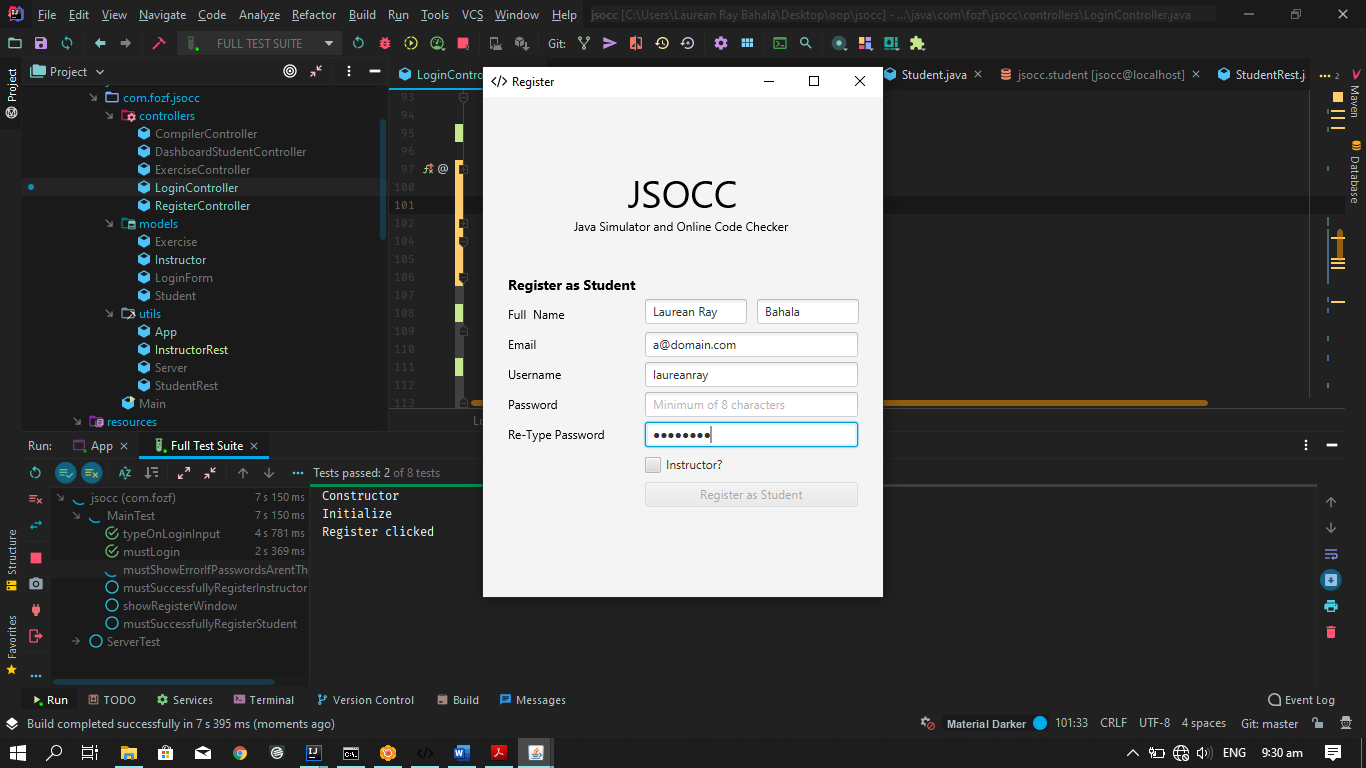 File Edit View Navigate Code Analyze Refactor Build Run Tools VCS Window Help jsocc [C:\Users\Laurean Ray Bahala\Desktop\oop\jsocc] - ...\java\com\fozf\jsocc\controllers\LoginController.java
FULL TEST SUITE Git:
Project LoginContro Student.java jsocc.student [jsocc@localhost] StudentRest.j 2
Project
Structure
Favorites
Maven
Database
com.fozf.jsocc
controllers
CompilerController
DashboardStudentController
ExerciseController
LoginController
RegisterController
models
Exercise
Instructor
LoginForm
Student
utils
App
InstructorRest
Server
StudentRest
Main
resources
93
94
95
96
97
100
101
102
104
105
106
107
108
109
110
111
112
113
Register
JSOCC
Java Simulator and Online Code Checker
Register as Student
Full Name Laurean Ray Bahala
Email a@domain.com
Username laureanray
Password Minimum of 8 characters
Re-Type Password ●●●●●●●●
Instructor?
Register as Student
Run: App Full Test Suite
Tests passed: 2 of 8 tests
jsocc (com.fozf) 7 s 150 ms
MainTest 7 s 150 ms
typeOnLoginInput 4 s 781 ms
mustLogin 2 s 369 ms
mustShowErrorIfPasswordsArentTh
mustSuccessfullyRegisterInstructor
showRegisterWindow
mustSuccessfullyRegisterStudent
ServerTest
Constructor
Initialize
Register clicked
Run TODO Services Terminal Version Control Build Messages Event Log
Build completed successfully in 7 s 395 ms (moments ago) Material Darker 101:33 CRLF UTF-8 4 spaces Git: master
ENG 9:30 am